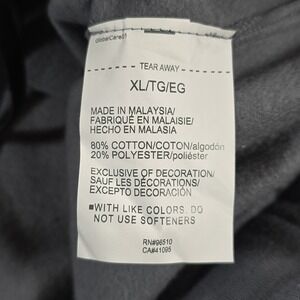 GlobalCare01
TEAR AWAY
XL/TG/EG
MADE IN MALAYSIA/
FABRIQUÉ EN MALAISIE/
HECHO EN MALASIA
80% COTTON/COTON/algodón
20% POLYESTER/poliéster
EXCLUSIVE OF DECORATION/
SAUF LES DÉCORATIONS/
EXCEPTO DECORACIÓN
■WITH LIKE COLORS. DO
NOT USE SOFTENERS
RN#96510
CA#41095